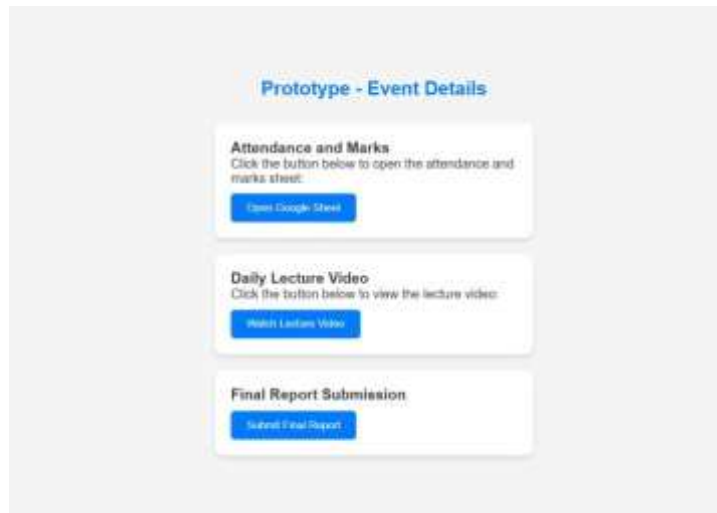 Prototype - Event Details
Attendance and Marks
Click the button below to open the attendance and
marks sheet:
Open Google Sheet
Daily Lecture Video
Click the button below to view the lecture video:
Watch Lecture Video
Final Report Submission
Submit Final Report